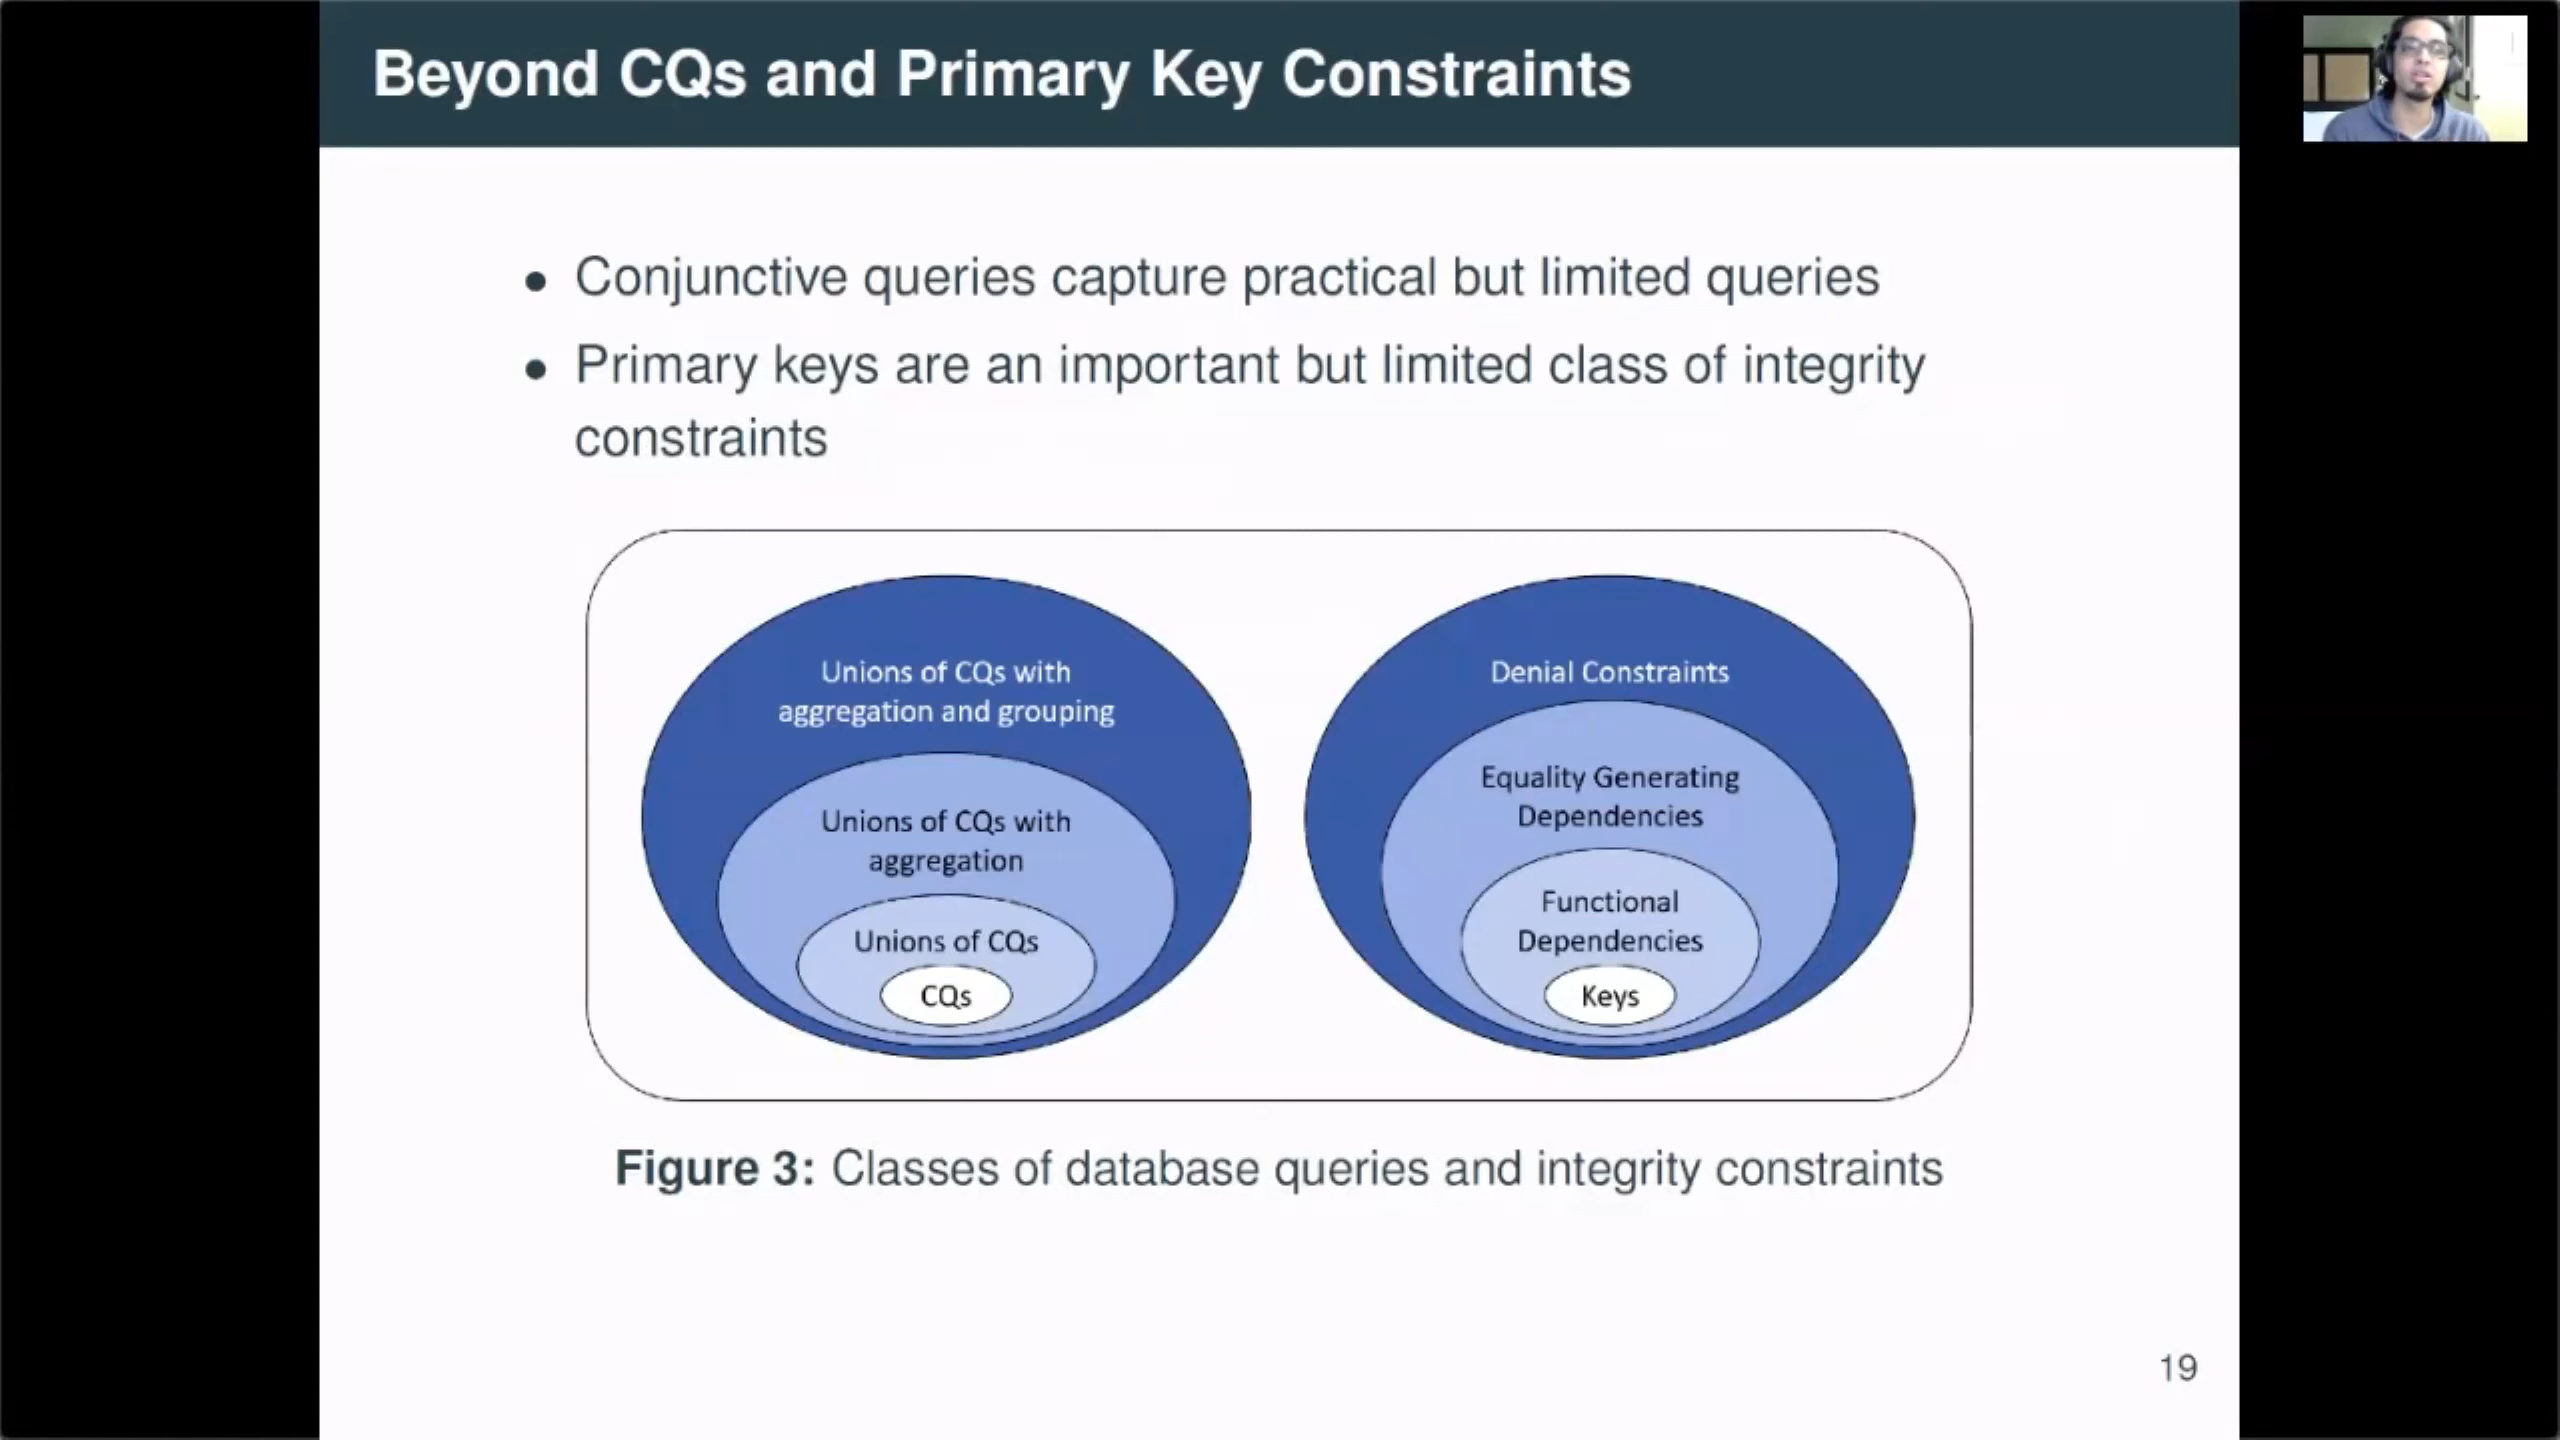 Beyond CQs and Primary Key Constraints
• Conjunctive queries capture practical but limited queries
• Primary keys are an important but limited class of integrity
constraints
Unions of CQs with
aggregation and grouping
Unions of CQs with
aggregation
Unions of CQs
CQs
Denial Constraints
Equality Generating
Dependencies
Functional
Dependencies
Keys
Figure 3: Classes of database queries and integrity constraints
19